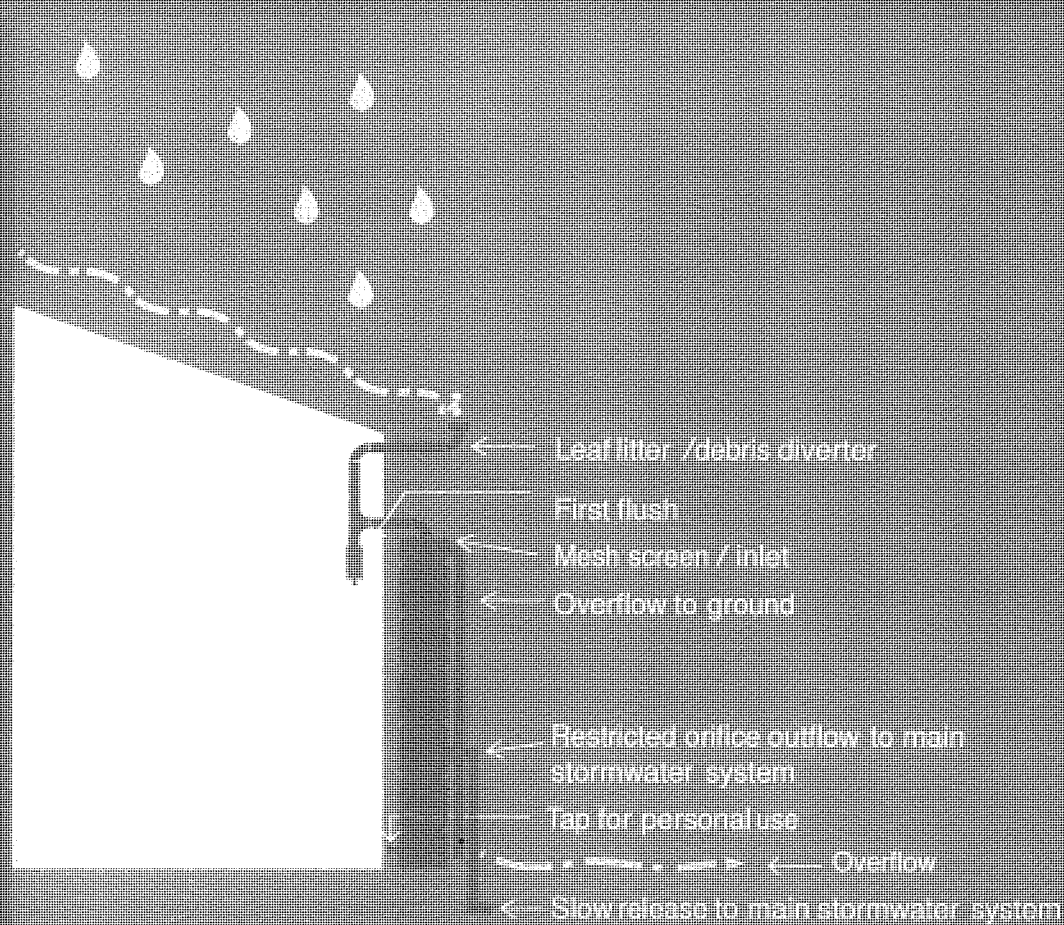 Leaf litter /debris diverter
First flush
Mesh screen / inlet
Overflow to ground
Restricted orifice outflow to main
stormwater system
Tap for personal use
Overflow
Slow release to main stormwater system